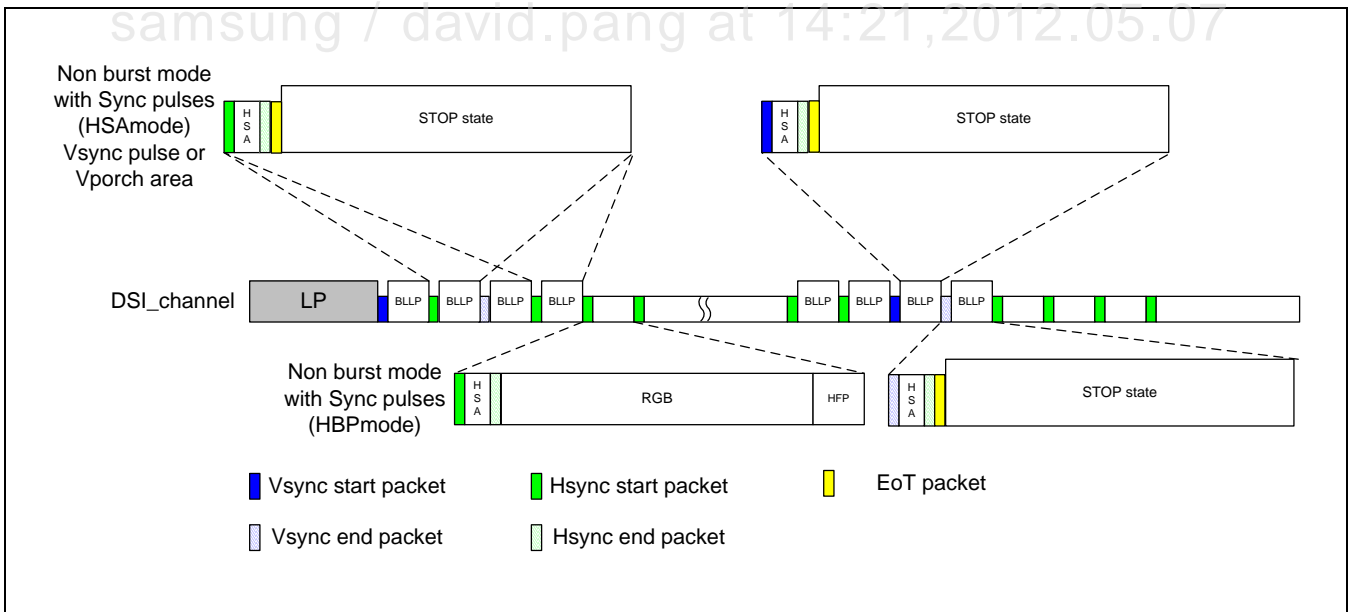 samsung / david.pang at 14:21,2012.05.07
Non burst mode
with Sync pulses
(HSAmode)
Vsync pulse or
Vporch area
H
S
A
STOP state
H
S
A
STOP state
DSI_channel
LP
BLLP
BLLP
BLLP
BLLP
BLLP
BLLP
BLLP
BLLP
Non burst mode
with Sync pulses
(HBPmode)
H
S
A
RGB
HFP
H
S
A
STOP state
Vsync start packet
Hsync start packet
EoT packet
Vsync end packet
Hsync end packet